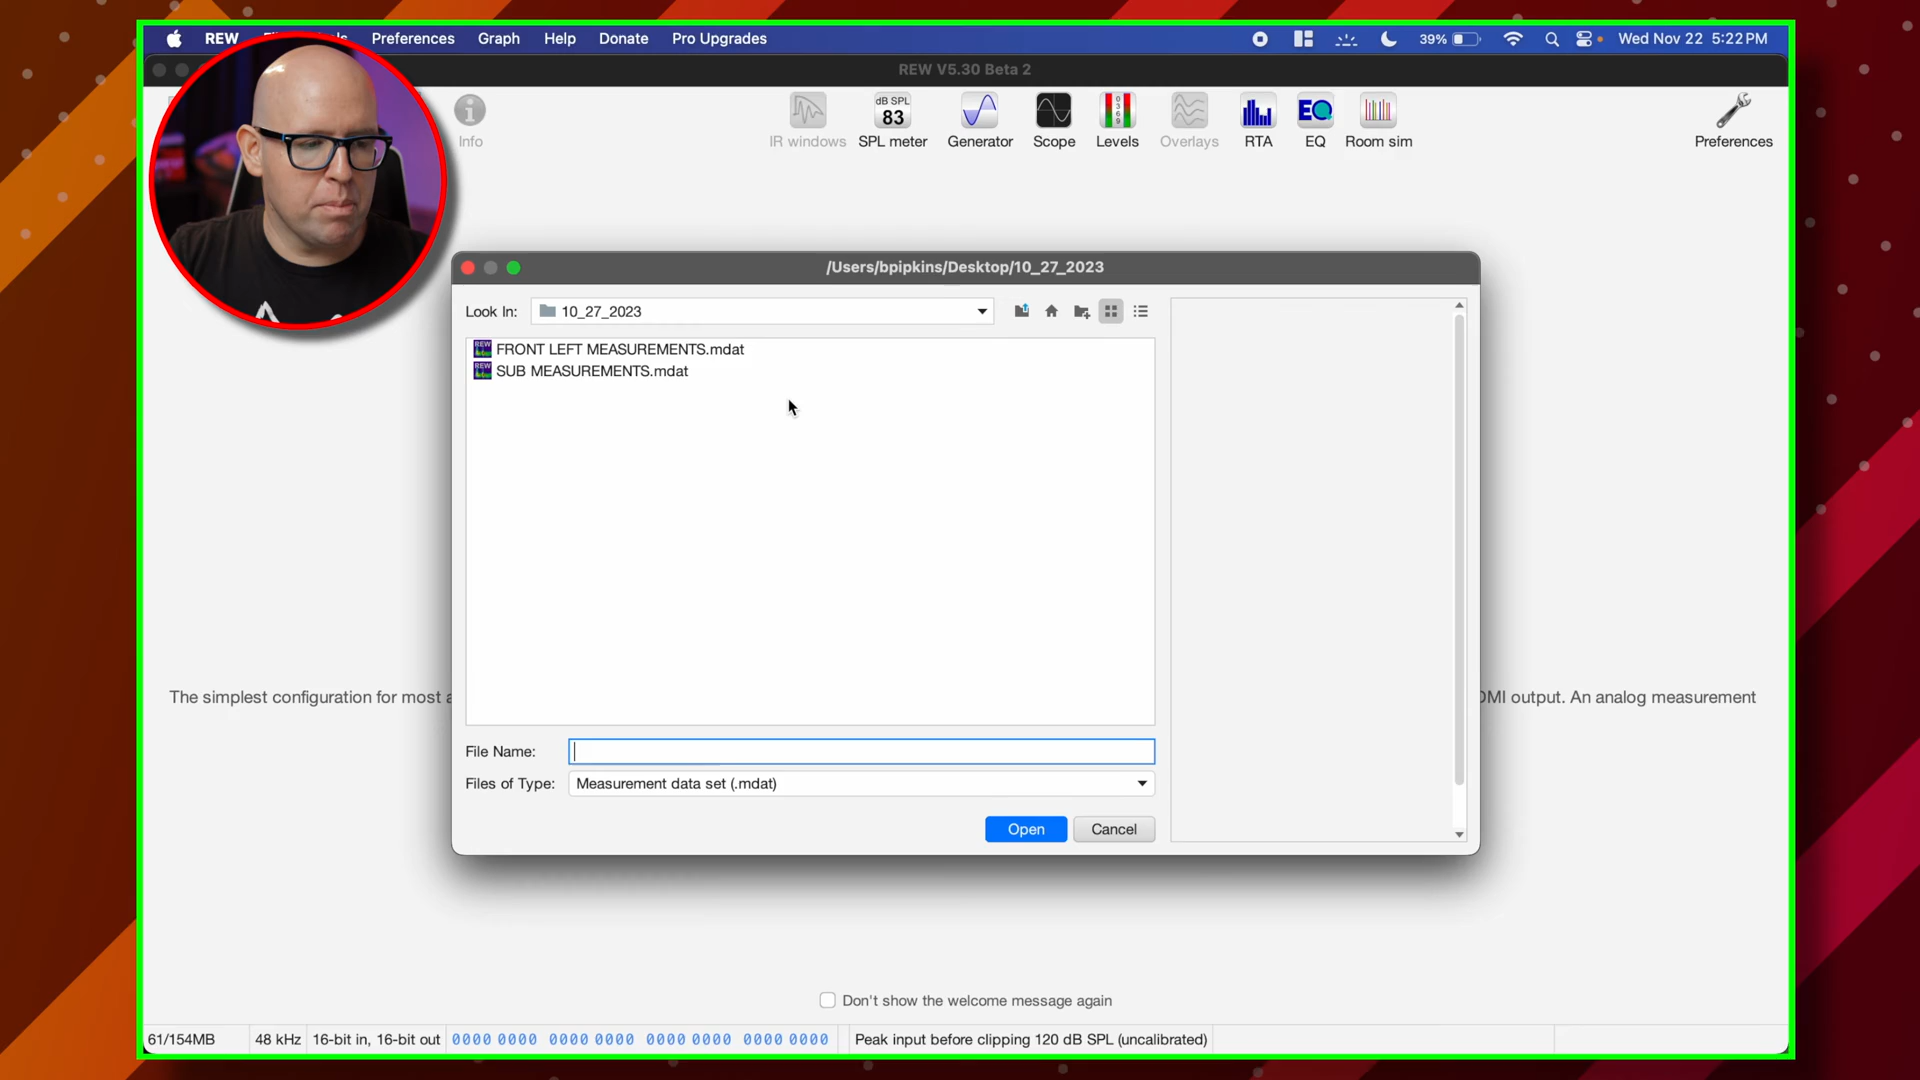 REW Preferences Graph Help Donate Pro Upgrades 39% Wed Nov 22 5:22 PM
REW V5.30 Beta 2
dB SPL
83
EQ
Info IR windows SPL meter Generator Scope Levels Overlays RTA EQ Room sim Preferences
/Users/bpipkins/Desktop/10_27_2023
Look In: 10_27_2023
REW FRONT LEFT MEASUREMENTS.mdat
REW SUB MEASUREMENTS.mdat
The simplest configuration for most a
DMI output. An analog measurement
File Name:
Files of Type: Measurement data set (.mdat)
Open Cancel
Don't show the welcome message again
61/154MB 48 kHz 16-bit in, 16-bit out 0000 0000 0000 0000 0000 0000 0000 0000 Peak input before clipping 120 dB SPL (uncalibrated)